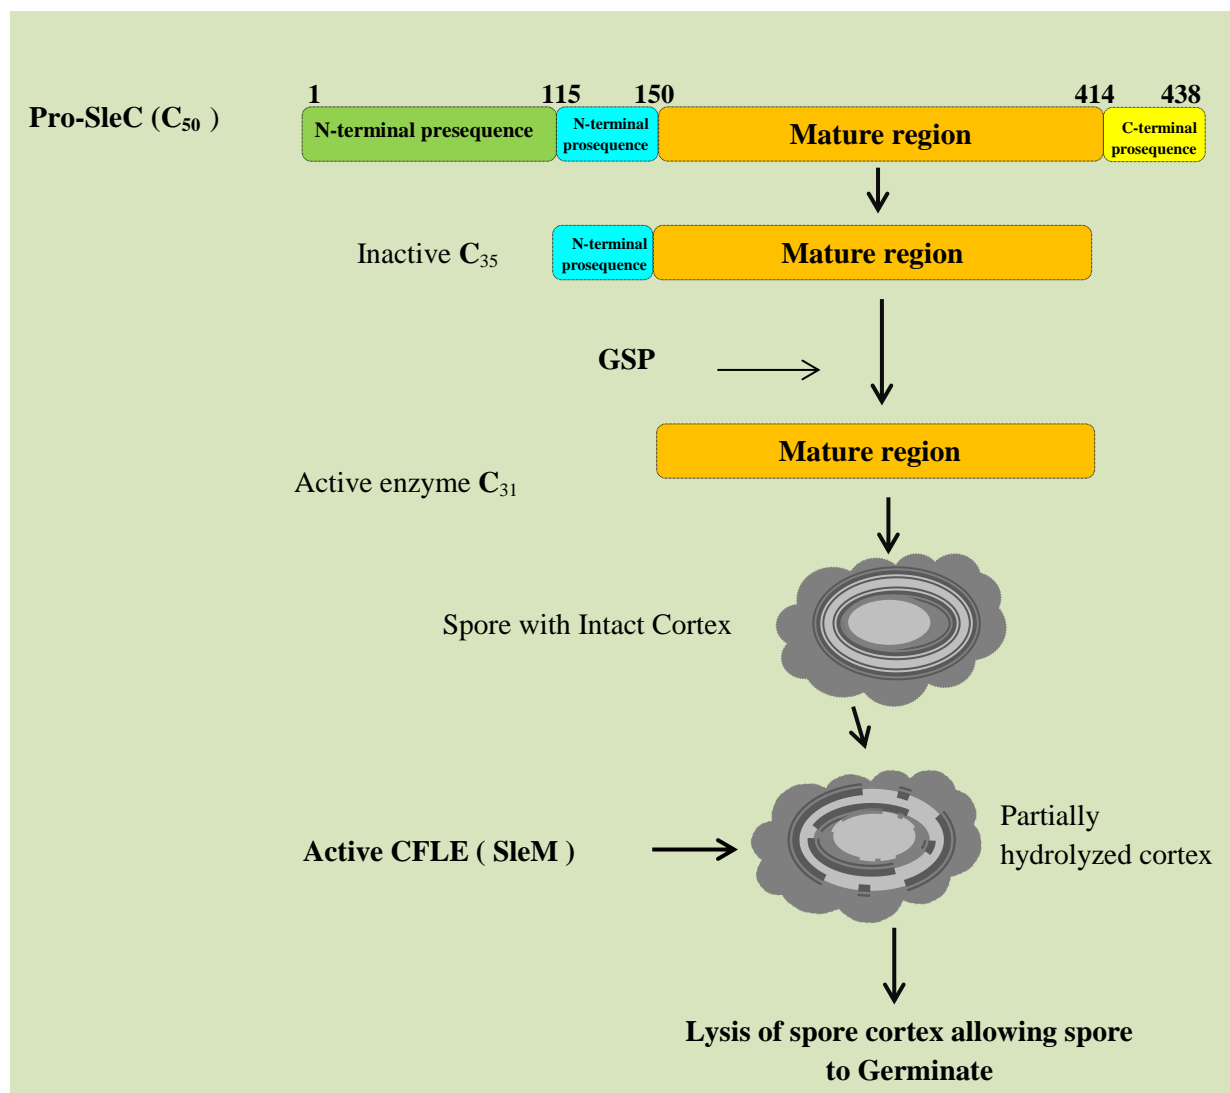 1 115 150 414 438
Pro-SleC (C50 )
N-terminal presequence
N-terminal
prosequence
Mature region
C-terminal
prosequence
Inactive C35
N-terminal
prosequence
Mature region
GSP
Mature region
Active enzyme C31
Spore with Intact Cortex
Partially
hydrolyzed cortex
Active CFLE ( SleM )
Lysis of spore cortex allowing spore
to Germinate